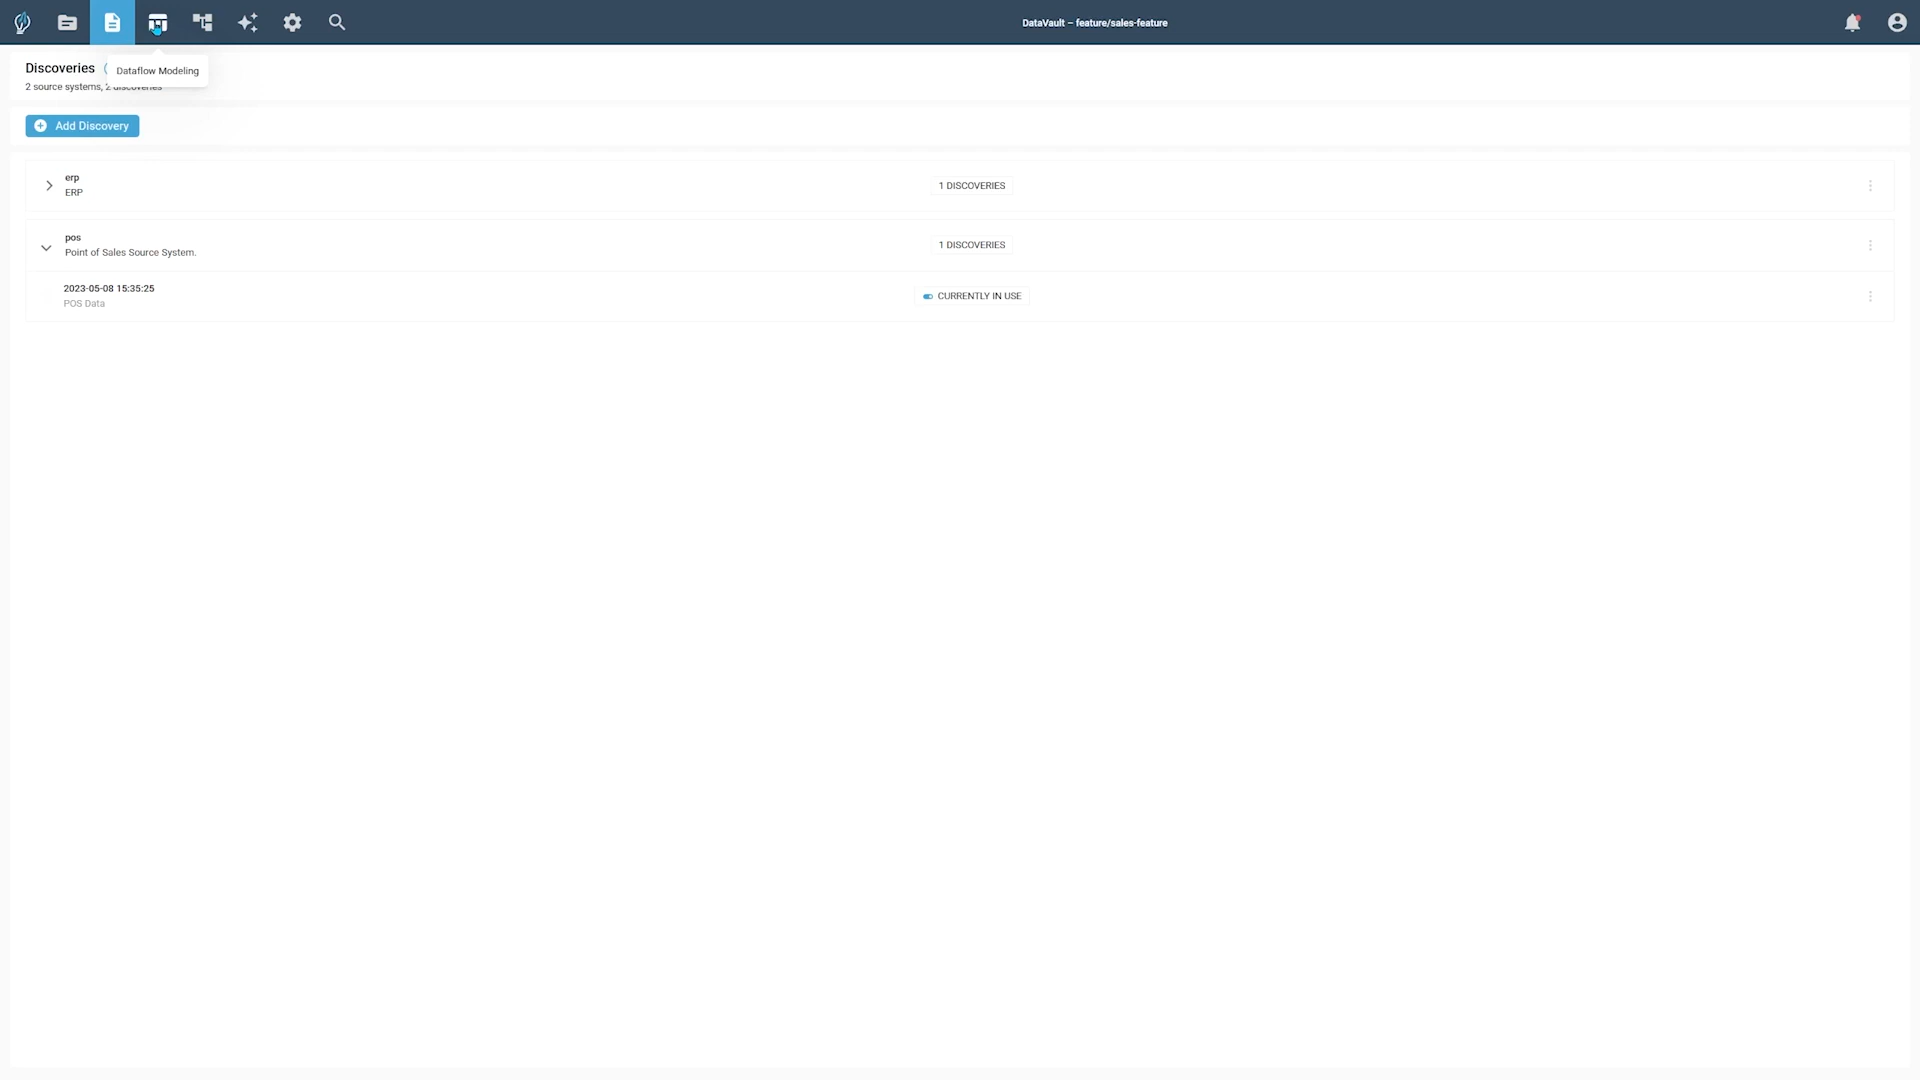 DataVault – feature/sales-feature
Discoveries
Dataflow Modeling
2 source systems, 2 discoveries
Add Discovery
erp
ERP
1 DISCOVERIES
pos
Point of Sales Source System.
1 DISCOVERIES
2023-05-08 15:35:25
POS Data
CURRENTLY IN USE